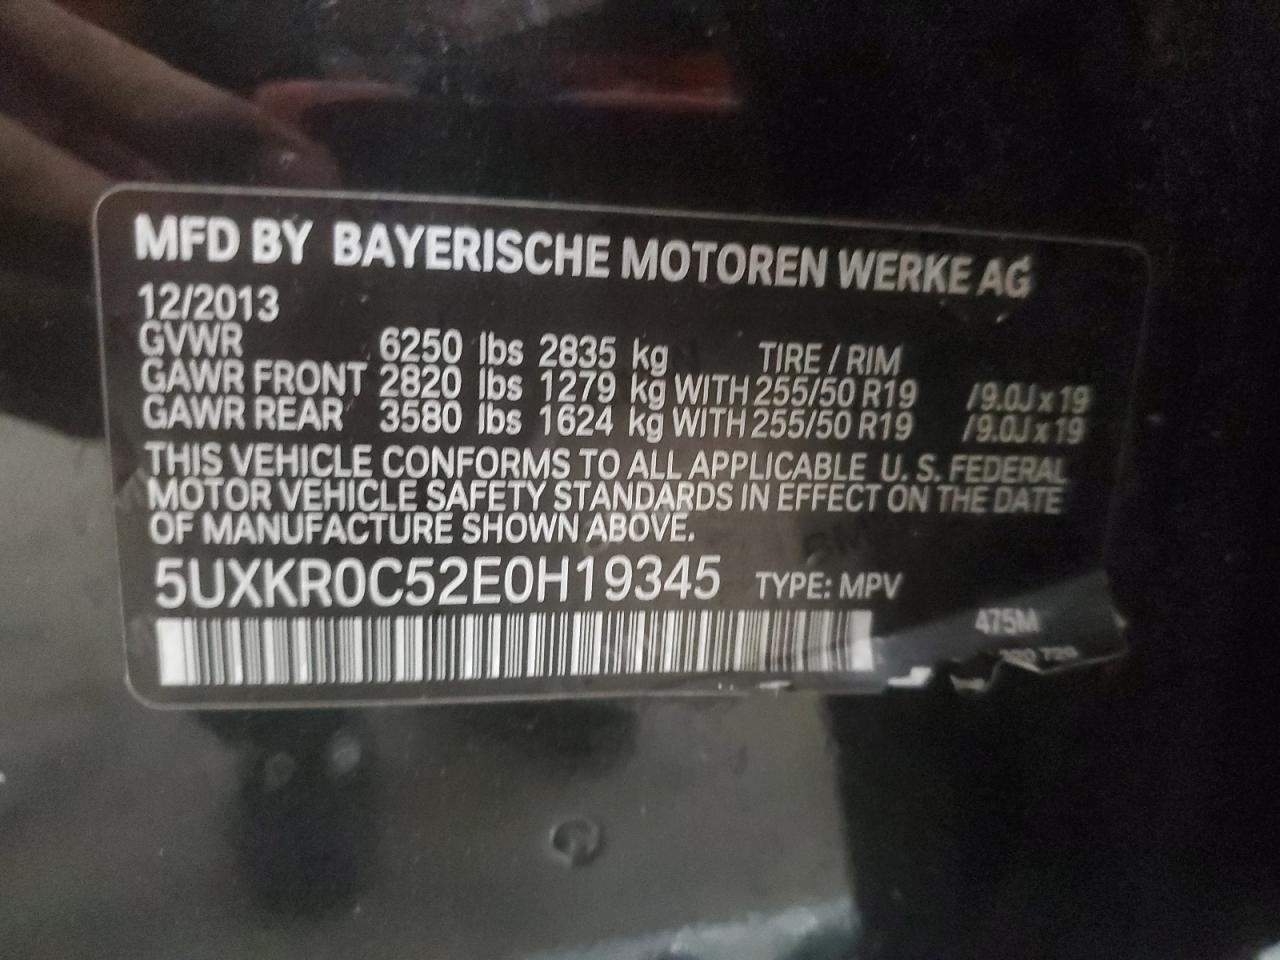 MFD BY BAYERISCHE MOTOREN WERKE AG
12/2013
GVWR 6250 lbs 2835 kg TIRE / RIM
GAWR FRONT 2820 lbs 1279 kg WITH 255/50 R19 /9.0J x 19
GAWR REAR 3580 lbs 1624 kg WITH 255/50 R19 /9.0J x 19
THIS VEHICLE CONFORMS TO ALL APPLICABLE U. S. FEDERAL
MOTOR VEHICLE SAFETY STANDARDS IN EFFECT ON THE DATE
OF MANUFACTURE SHOWN ABOVE.
5UXKR0C52E0H19345 TYPE: MPV
475M